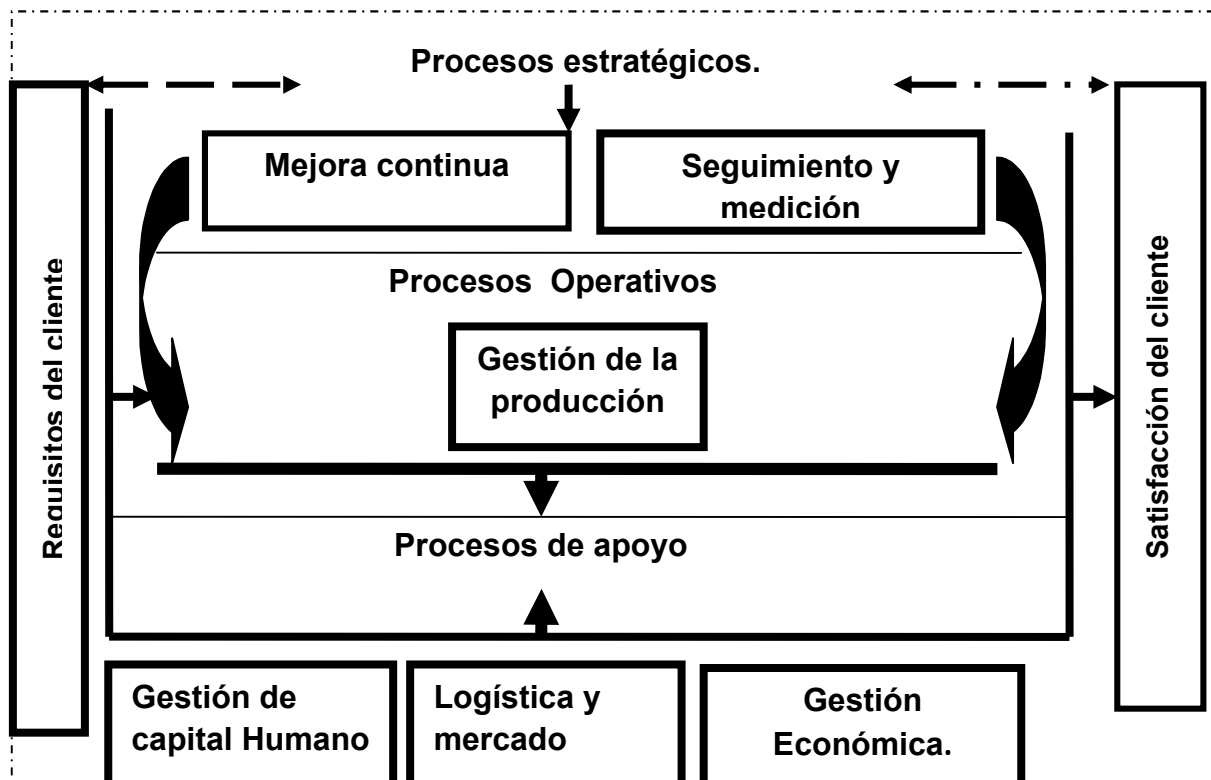 Procesos estratégicos.
Mejora continua
Seguimiento y
medición
Requisitos del cliente
Procesos Operativos
Satisfacción del cliente
Gestión de la
producción
Procesos de apoyo
Gestión de
capital Humano
Logística y
mercado
Gestión
Económica.